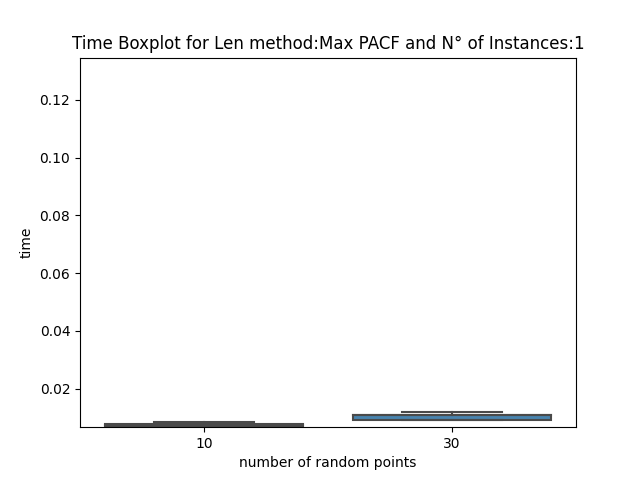 Time Boxplot for Len method:Max PACF and N° of Instances:1
0.12
0.10
0.08
0.06
0.04
0.02
time
10 30
number of random points